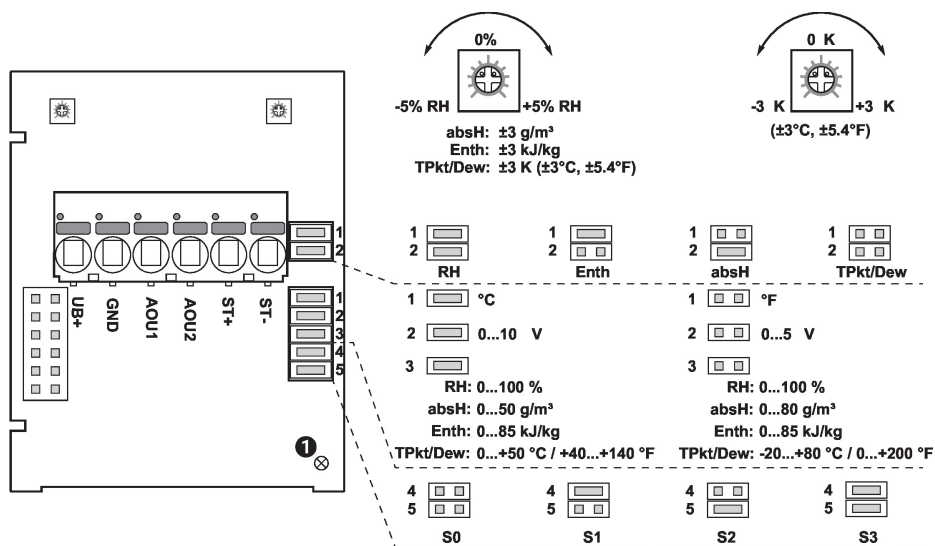 0%
-5% RH +5% RH
absH: ±3 g/m³
Enth: ±3 kJ/kg
TPkt/Dew: ±3 K (±3°C, ±5.4°F)
0 K
-3 K +3 K
(±3°C, ±5.4°F)
1
2
UB+
GND
AOU1
AOU2
ST+
ST-
1
2
3
4
5
1
1
2
RH
1
2
Enth
1
2
absH
1
2
TPkt/Dew
1 °C
2 0...10 V
3
RH: 0...100 %
absH: 0...50 g/m³
Enth: 0...85 kJ/kg
TPkt/Dew: 0...+50 °C / +40...+140 °F
1 °F
2 0...5 V
3
RH: 0...100 %
absH: 0...80 g/m³
Enth: 0...85 kJ/kg
TPkt/Dew: -20...+80 °C / 0...+200 °F
4
5
S0
4
5
S1
4
5
S2
4
5
S3